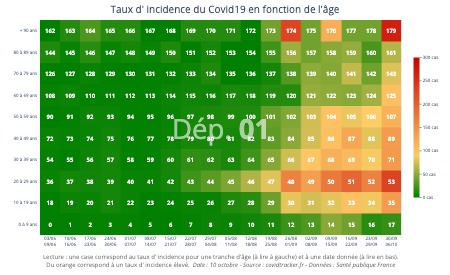 Taux d' incidence du Covid19 en fonction de l'âge
+ 90 ans 162 163 164 165 166 167 168 169 170 171 172 173 174 175 176 177 178 179
80 à 89 ans 144 145 146 147 148 149 150 151 152 153 154 155 156 157 158 159 160 161
70 à 79 ans 126 127 128 129 130 131 132 133 134 135 136 137 138 139 140 141 142 143
60 à 69 ans 108 109 110 111 112 113 114 115 116 117 118 119 120 121 122 123 124 125
50 à 59 ans 90 91 92 93 94 95 96 97 98 99 100 101 102 103 104 105 106 107
Dép. 01
40 à 49 ans 72 73 74 75 76 77 78 79 80 81 82 83 84 85 86 87 88 89
30 à 39 ans 54 55 56 57 58 59 60 61 62 63 64 65 66 67 68 69 70 71
20 à 29 ans 36 37 38 39 40 41 42 43 44 45 46 47 48 49 50 51 52 53
10 à 19 ans 18 19 20 21 22 23 24 25 26 27 28 29 30 31 32 33 34 35
0 à 9 ans 0 1 2 3 4 5 6 7 8 9 10 11 12 13 14 15 16 17
300 cas
250 cas
200 cas
150 cas
100 cas
50 cas
0 cas
Lecture : une case correspond au taux d' incidence pour une tranche d'âge (à lire à gauche) et à une date donnée (à lire en bas).
Du orange correspond à un taux d' incidence élevé. Date : 10 octobre - Source : covidtracker.fr - Données : Santé publique France